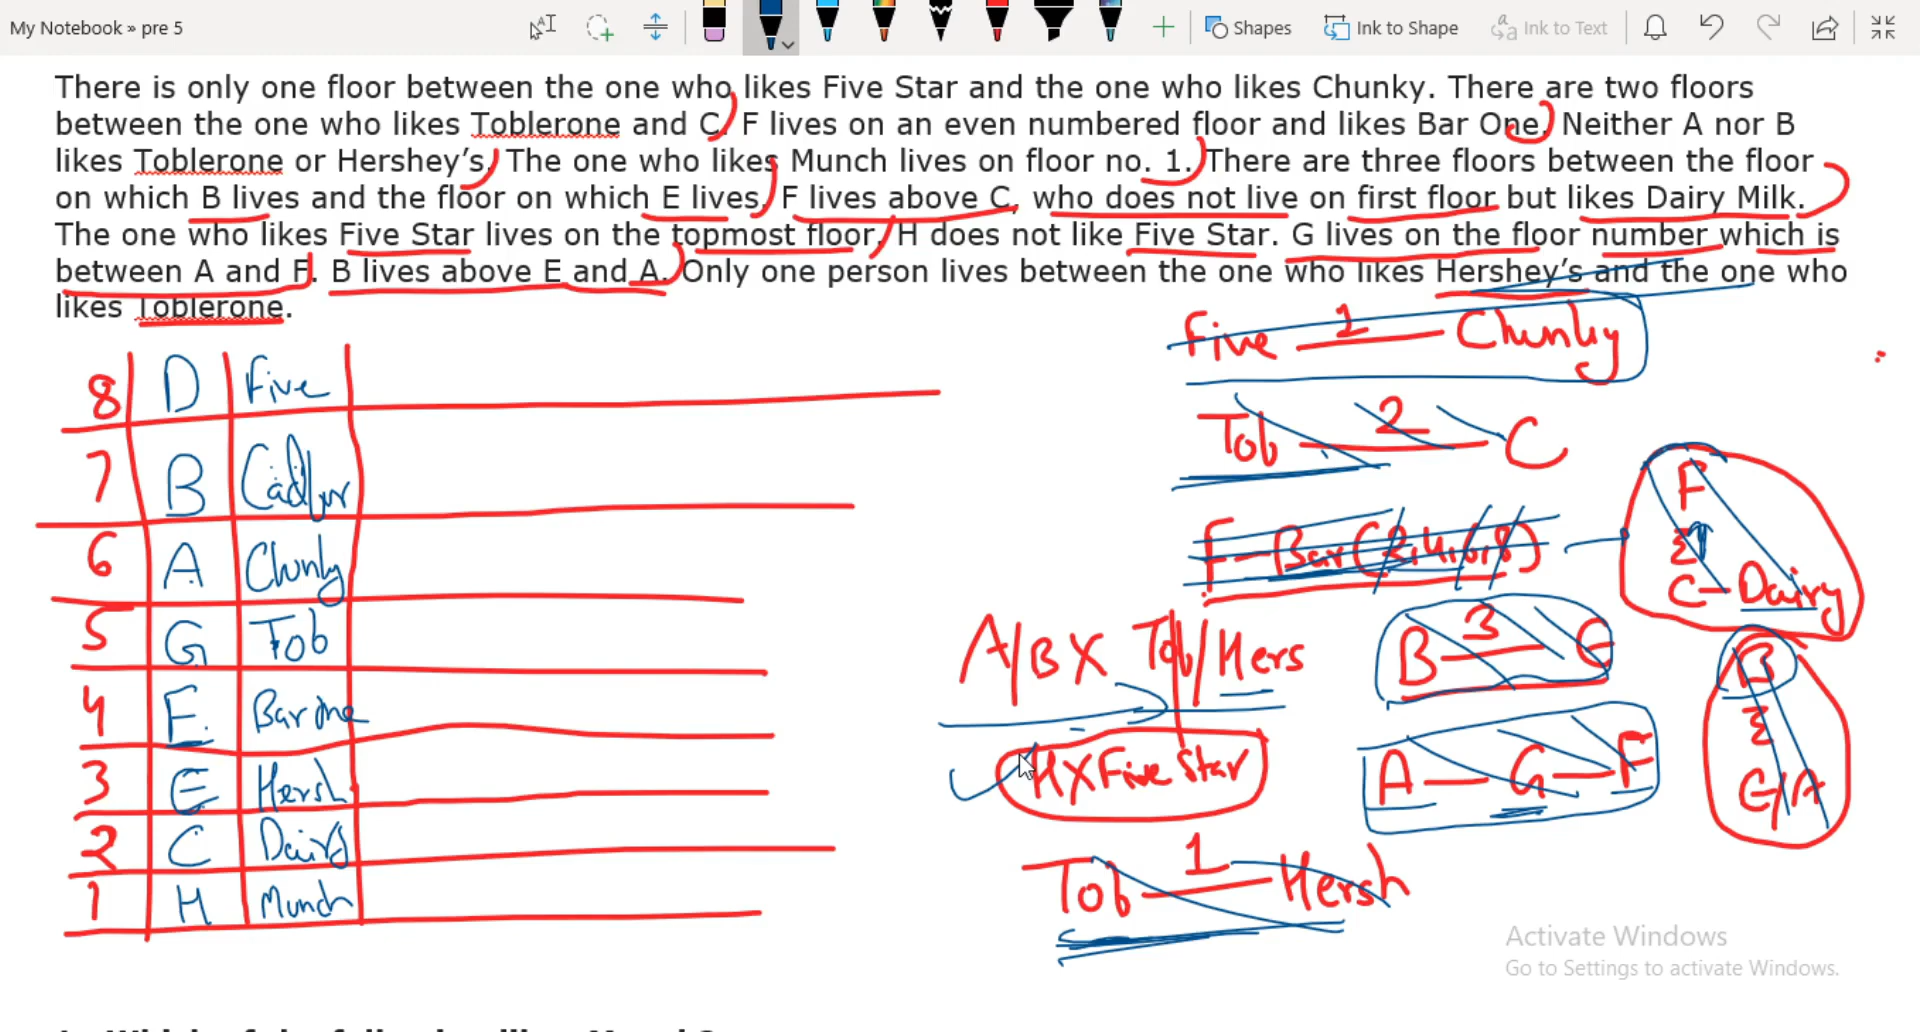 My Notebook » pre 5
Shapes
Ink to Shape
Ink to Text
There is only one floor between the one who likes Five Star and the one who likes Chunky. There are two floors
between the one who likes Toblerone and C. F lives on an even numbered floor and likes Bar One. Neither A nor B
likes Toblerone or Hershey's. The one who likes Munch lives on floor no. 1. There are three floors between the floor
on which B lives and the floor on which E lives. F lives above C, who does not live on first floor but likes Dairy Milk.
The one who likes Five Star lives on the topmost floor. H does not like Five Star. G lives on the floor number which is
between A and F. B lives above E and A. Only one person lives between the one who likes Hershey's and the one who
likes Toblerone.
8 D Five
7 B
6 A Chunky
5 G Tob
4 F. Bar One
3 E Hersh
2 C Dairy
1 H Munch
Five 1 Chunky
Tob 2 C
F - Bar (2,4,6,8)
F
E
C - Dairy
A/B X Tob/Hers
B 3 E
B
E
A - G - F
H X Five Star
Tob 1 Hersh
Activate Windows
Go to Settings to activate Windows.